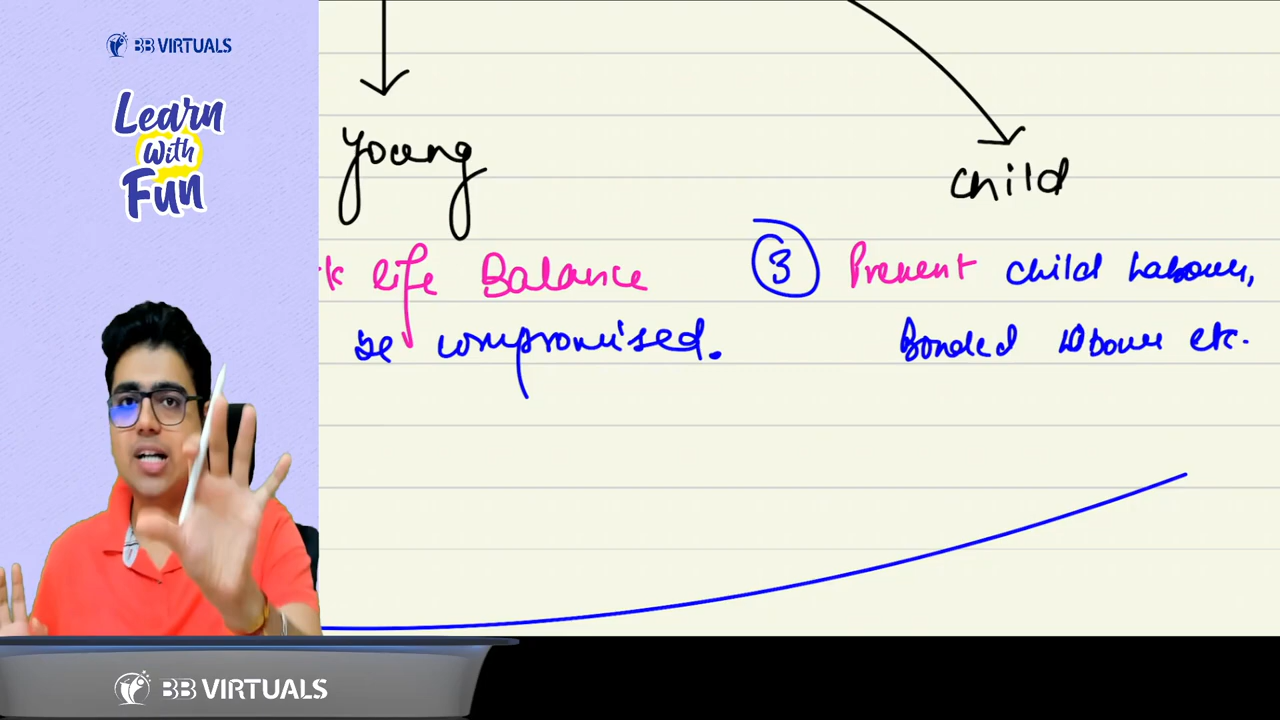 BB VIRTUALS
Learn
With
Fun
young
child
k life Balance
be compromised.
3 Prevent child Labour,
Bonded Labour etc.
BB VIRTUALS